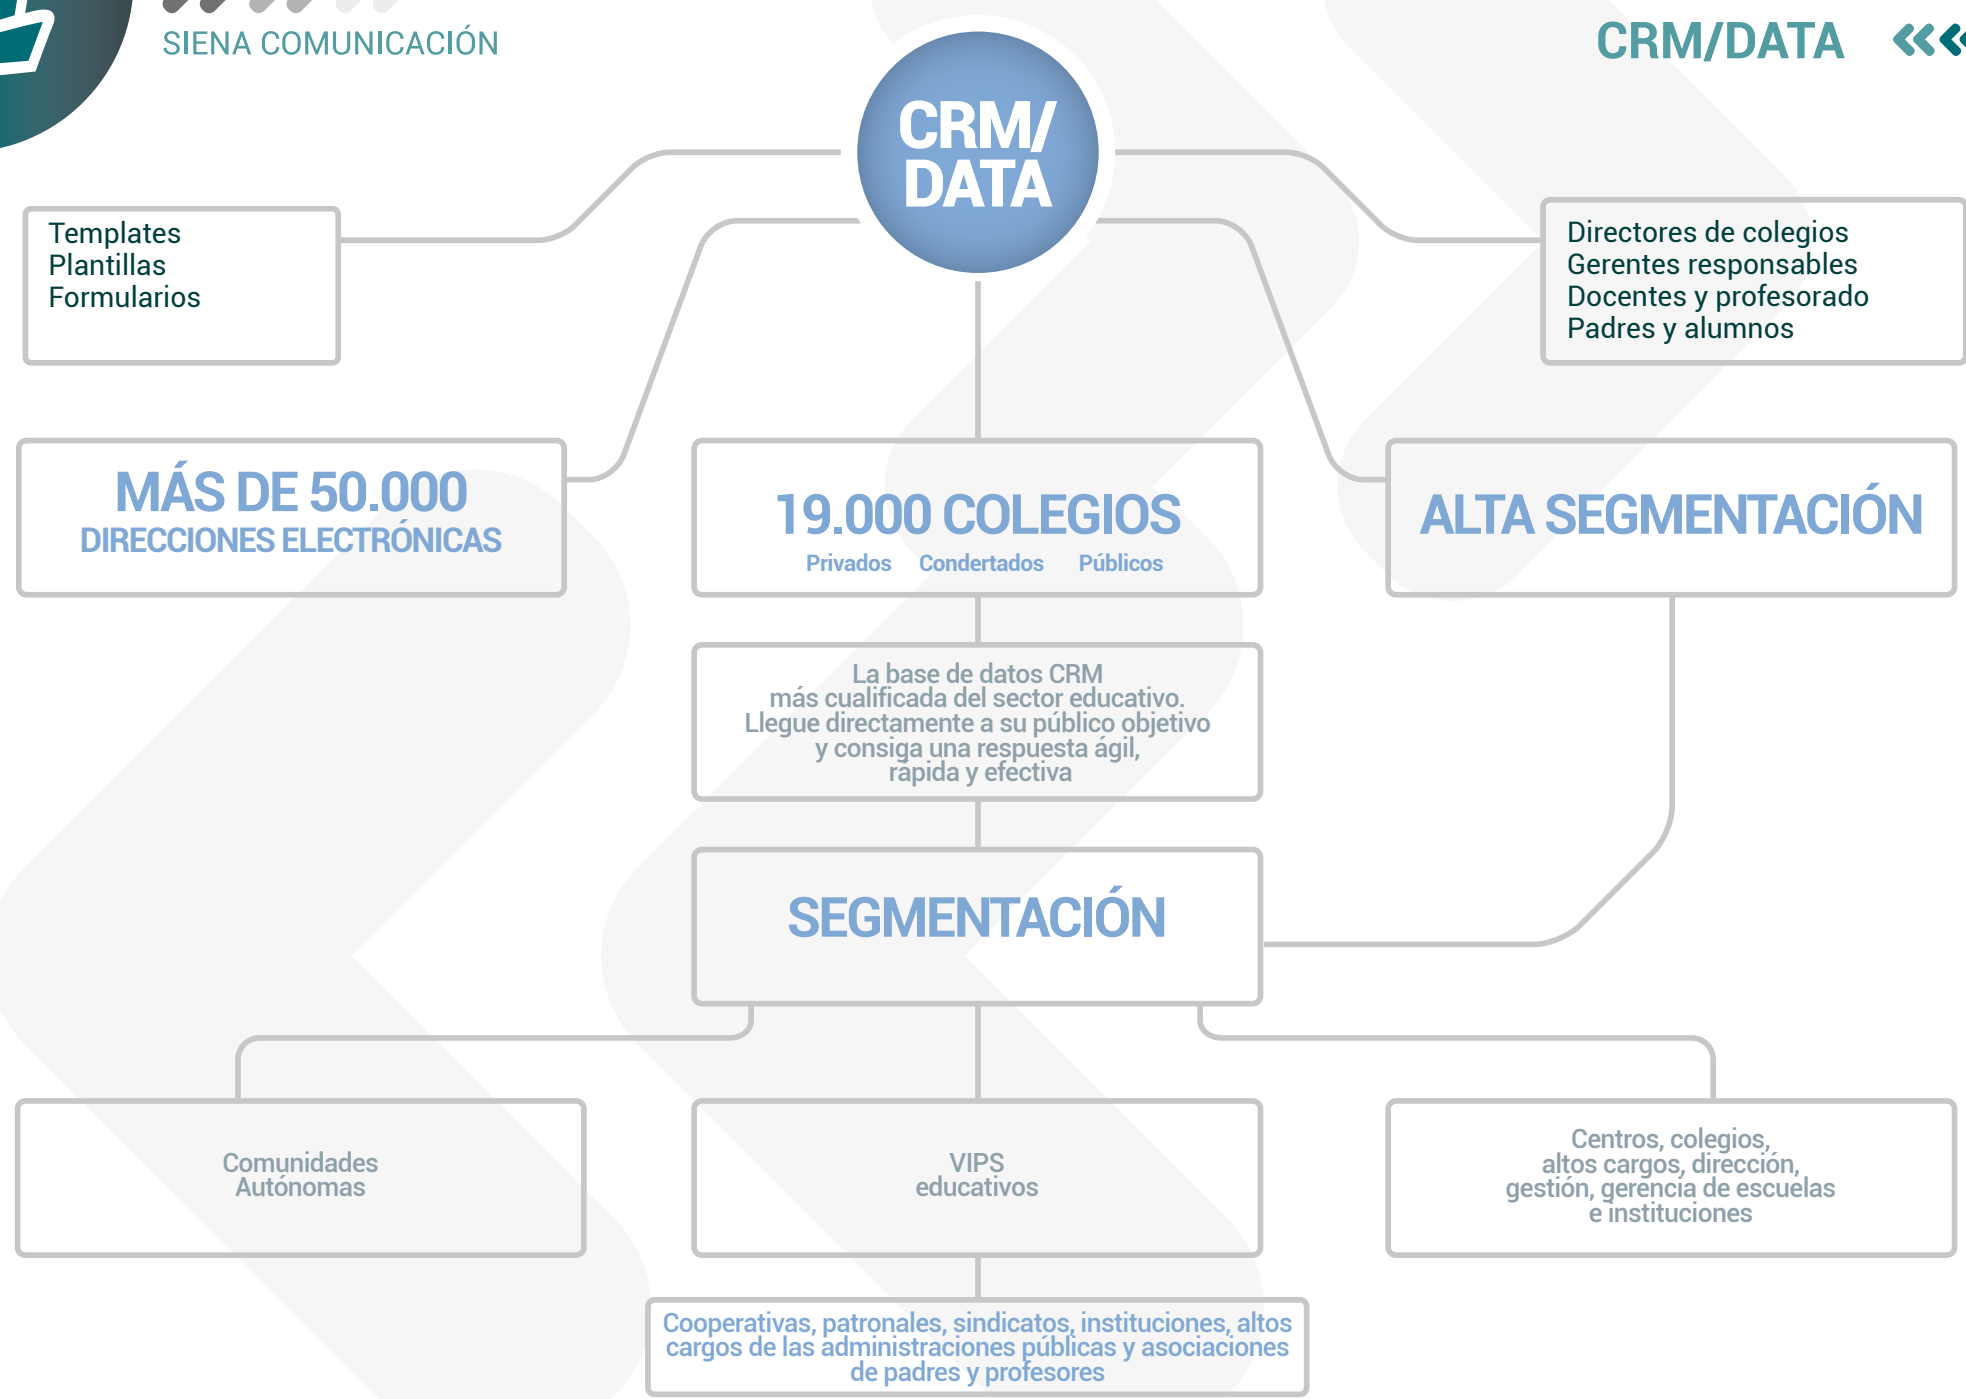 SIENA COMUNICACIÓN
CRM/DATA
CRM/
DATA
Templates
Plantillas
Formularios
Directores de colegios
Gerentes responsables
Docentes y profesorado
Padres y alumnos
MÁS DE 50.000
DIRECCIONES ELECTRÓNICAS
19.000 COLEGIOS
Privados Condertados Públicos
ALTA SEGMENTACIÓN
La base de datos CRM
más cualificada del sector educativo.
Llegue directamente a su público objetivo
y consiga una respuesta ágil,
rápida y efectiva
SEGMENTACIÓN
Comunidades
Autónomas
VIPS
educativos
Centros, colegios,
altos cargos, dirección,
gestión, gerencia de escuelas
e instituciones
Cooperativas, patronales, sindicatos, instituciones, altos
cargos de las administraciones públicas y asociaciones
de padres y profesores